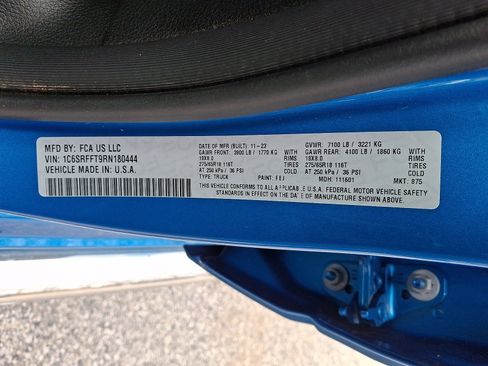 MFD BY: FCA US LLC
VIN: 1C6SRFFT9RN180444
VEHICLE MADE IN: U.S.A.
DATE OF MFR (BUILT): 11-23
GAWR FRONT: 3900 LB / 1770 KG WITH
18X8.0 RIMS
275/65R18 116T TIRES
AT 250 kPa / 36 PSI COLD
TYPE: TRUCK PAINT:
GVWR: 7100 LB / 3221 KG
GAWR REAR: 4100 LB / 1860 KG WITH
18X8.0 RIMS
275/65R18 116T TIRES
AT 250 kPa / 36 PSI COLD
MDH: 111601 MKT: 875
THIS VEHICLE CONFORMS TO ALL APPLICABLE U.S.A. FEDERAL MOTOR VEHICLE SAFETY
STANDARDS IN EFFECT ON THE DATE OF MANUFACTURE SHOWN ABOVE.